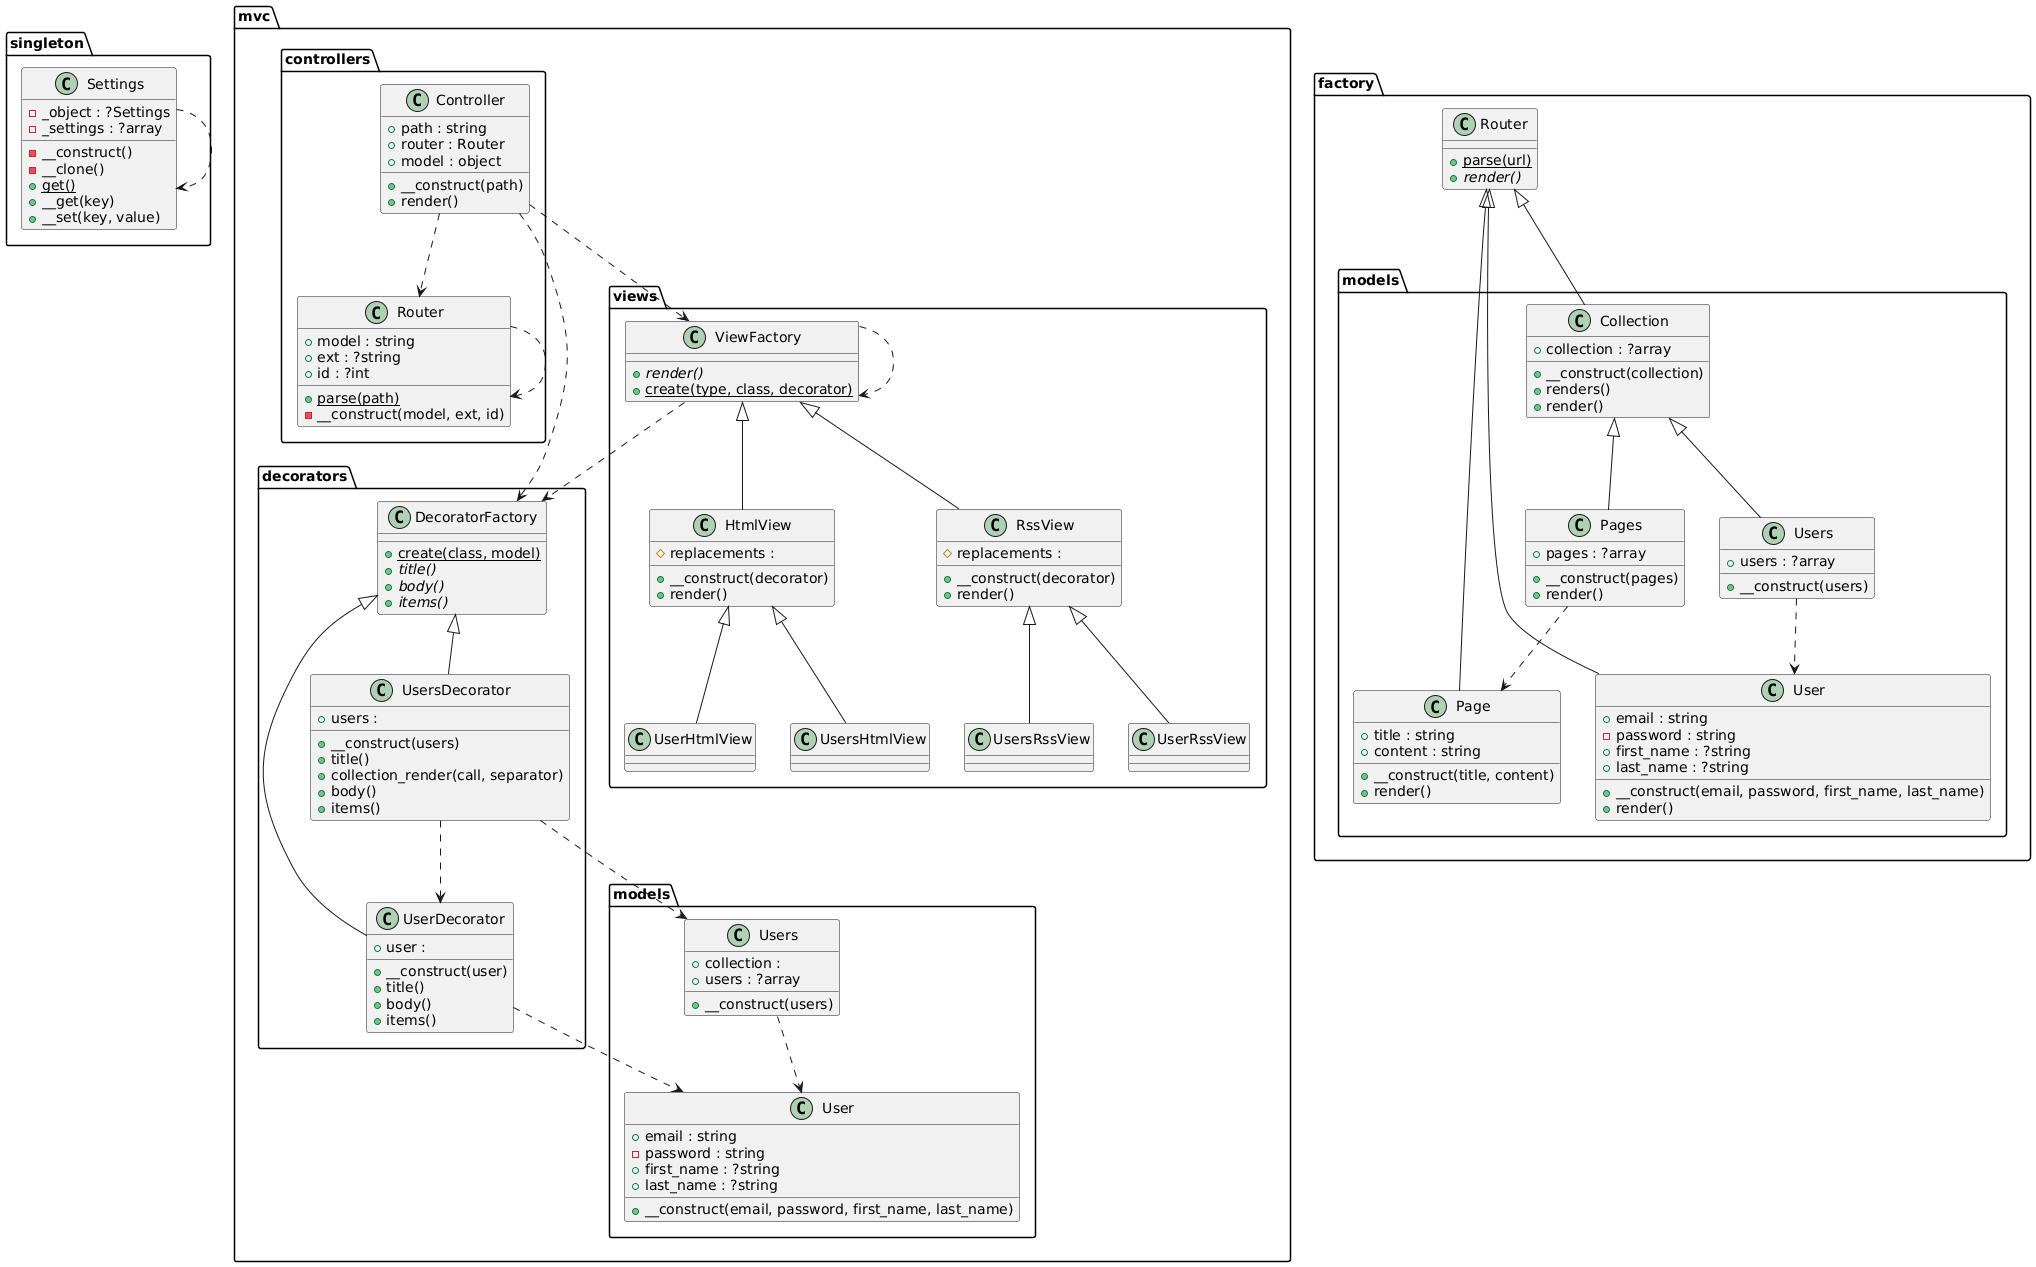 singleton
C Settings
_object : ?Settings
_settings : ?array
__construct()
__clone()
get()
__get(key)
__set(key, value)
mvc
controllers
C Controller
path : string
router : Router
model : object
__construct(path)
render()
C Router
model : string
ext : ?string
id : ?int
parse(path)
__construct(model, ext, id)
views
C ViewFactory
render()
create(type, class, decorator)
C HtmlView
replacements :
__construct(decorator)
render()
C RssView
replacements :
__construct(decorator)
render()
C UserHtmlView
C UsersHtmlView
C UsersRssView
C UserRssView
decorators
C DecoratorFactory
create(class, model)
title()
body()
items()
C UsersDecorator
users :
__construct(users)
title()
collection_render(call, separator)
body()
items()
C UserDecorator
user :
__construct(user)
title()
body()
items()
models
C Users
collection :
users : ?array
__construct(users)
C User
email : string
password : string
first_name : ?string
last_name : ?string
__construct(email, password, first_name, last_name)
factory
C Router
parse(url)
render()
models
C Collection
collection : ?array
__construct(collection)
renders()
render()
C Pages
pages : ?array
__construct(pages)
render()
C Users
users : ?array
__construct(users)
C Page
title : string
content : string
__construct(title, content)
render()
C User
email : string
password : string
first_name : ?string
last_name : ?string
__construct(email, password, first_name, last_name)
render()